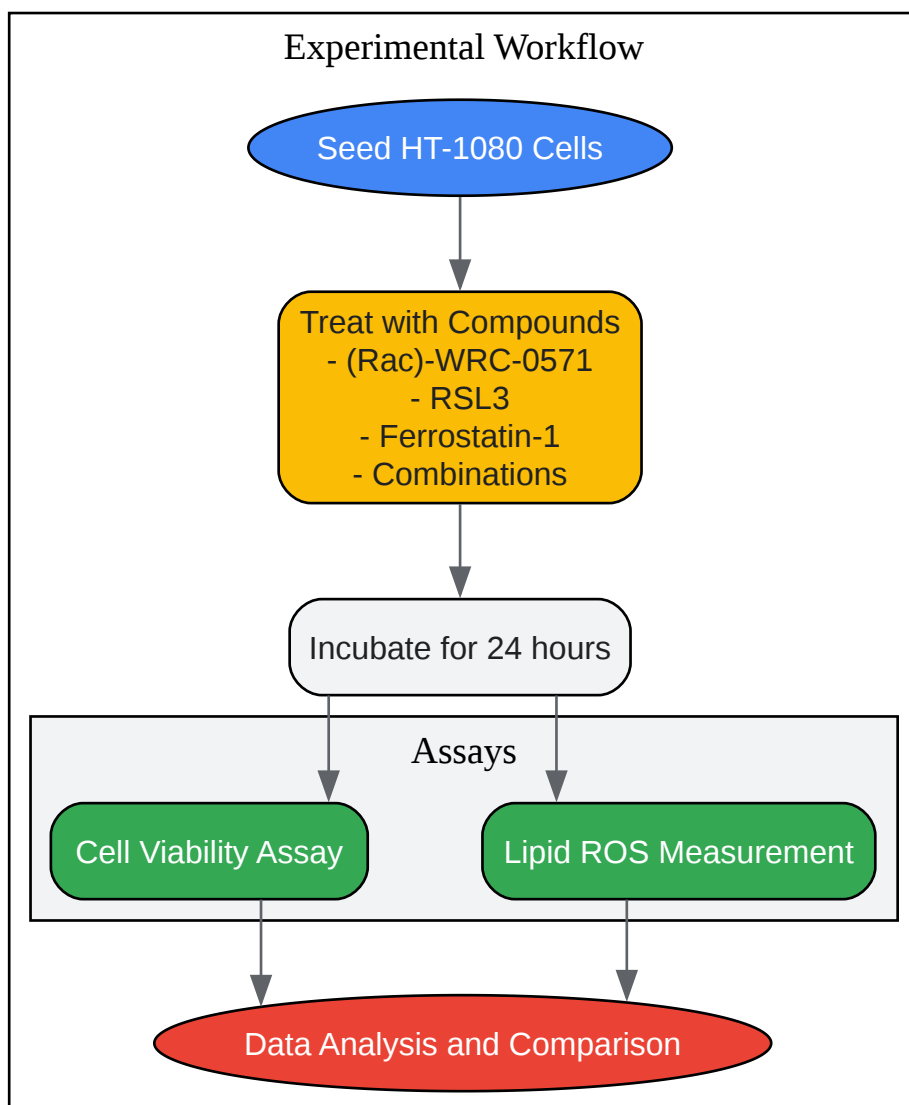 Experimental Workflow
Seed HT-1080 Cells
Treat with Compounds
- (Rac)-WRC-0571
- RSL3
- Ferrostatin-1
- Combinations
Incubate for 24 hours
Assays
Cell Viability Assay
Lipid ROS Measurement
Data Analysis and Comparison